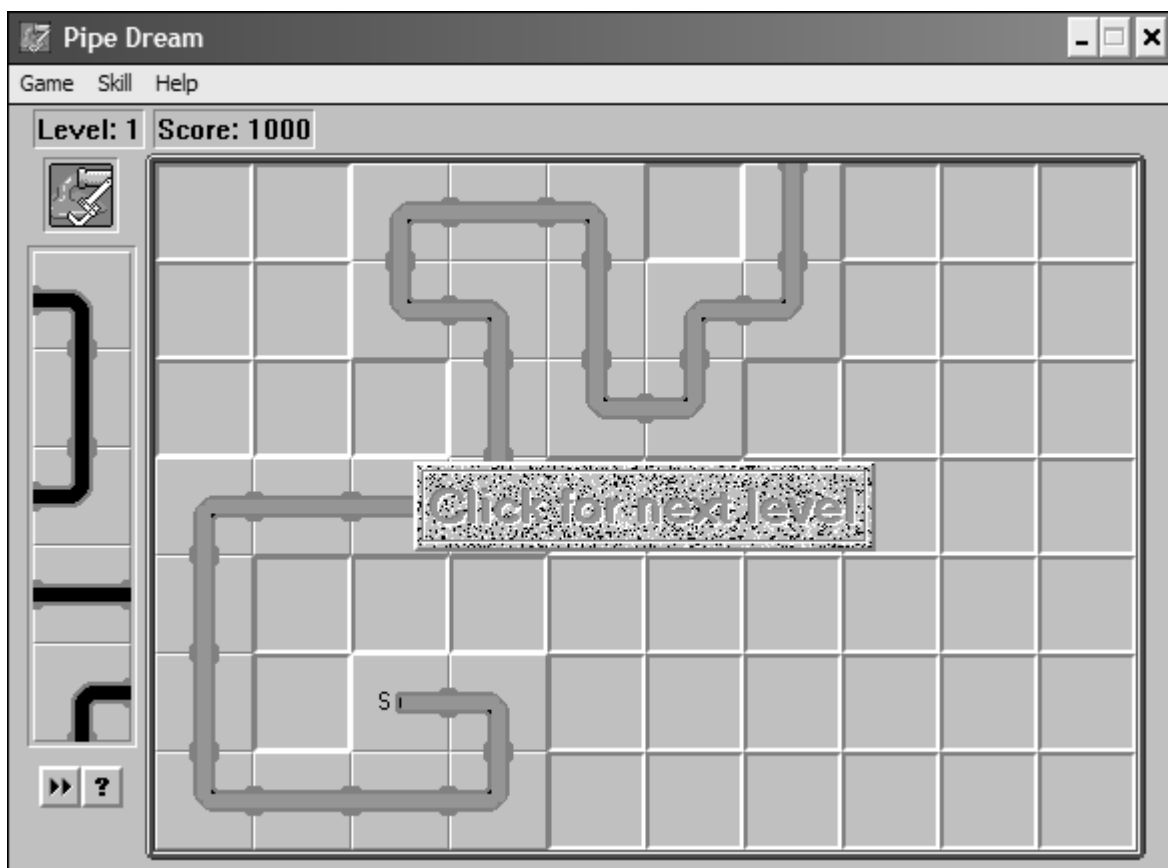 Pipe Dream
Game Skill Help
Level: 1 Score: 1000
Click for next level
S
?